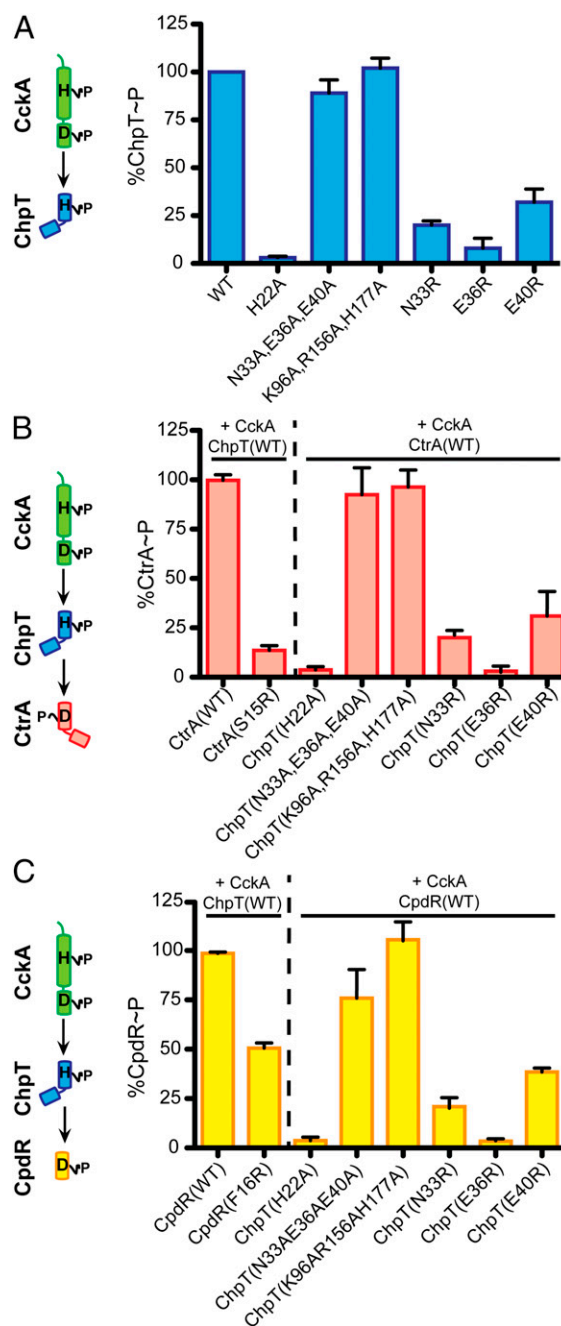 A
CckA
H~P
D~P
ChpT
H~P
%ChpT~P
125
100
75
50
25
0
WT
H22A
N33A,E36A,E40A
K96A,R156A,H177A
N33R
E36R
E40R
B
CckA
H~P
D~P
ChpT
H~P
CtrA
P~D
%CtrA~P
125
100
75
50
25
0
+ CckA
ChpT(WT)
+ CckA
CtrA(WT)
CtrA(WT)
CtrA(S15R)
ChpT(H22A)
ChpT(N33A,E36A,E40A)
ChpT(K96A,R156A,H177A)
ChpT(N33R)
ChpT(E36R)
ChpT(E40R)
C
CckA
H~P
D~P
ChpT
H~P
CpdR
D~P
%CpdR~P
125
100
75
50
25
0
+ CckA
ChpT(WT)
+ CckA
CpdR(WT)
CpdR(WT)
CpdR(F16R)
ChpT(H22A)
ChpT(N33AE36AE40A)
ChpT(K96AR156AH177A)
ChpT(N33R)
ChpT(E36R)
ChpT(E40R)